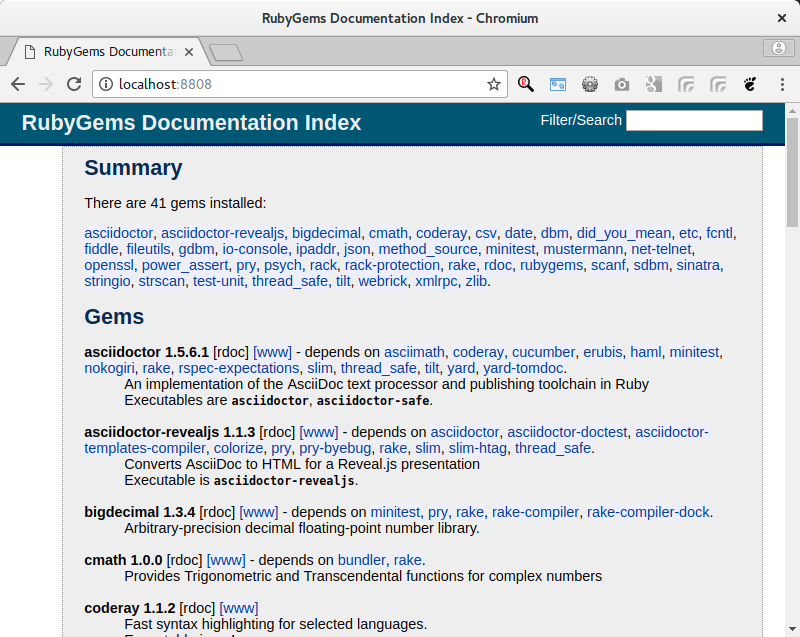 RubyGems Documentation Index - Chromium
RubyGems Documenta
localhost:8808
RubyGems Documentation Index
Filter/Search
Summary
There are 41 gems installed:
asciidoctor, asciidoctor-revealjs, bigdecimal, cmath, coderay, csv, date, dbm, did_you_mean, etc, fcntl,
fiddle, fileutils, gdbm, io-console, ipaddr, json, method_source, minitest, mustermann, net-telnet,
openssl, power_assert, pry, psych, rack, rack-protection, rake, rdoc, rubygems, scanf, sdbm, sinatra,
stringio, strscan, test-unit, thread_safe, tilt, webrick, xmlrpc, zlib.
Gems
asciidoctor 1.5.6.1 [rdoc] [www] - depends on asciimath, coderay, cucumber, erubis, haml, minitest,
nokogiri, rake, rspec-expectations, slim, thread_safe, tilt, yard, yard-tomdoc.
An implementation of the AsciiDoc text processor and publishing toolchain in Ruby
Executables are asciidoctor, asciidoctor-safe.
asciidoctor-revealjs 1.1.3 [rdoc] [www] - depends on asciidoctor, asciidoctor-doctest, asciidoctor-
templates-compiler, colorize, pry, pry-byebug, rake, slim, slim-htag, thread_safe.
Converts AsciiDoc to HTML for a Reveal.js presentation
Executable is asciidoctor-revealjs.
bigdecimal 1.3.4 [rdoc] [www] - depends on minitest, pry, rake, rake-compiler, rake-compiler-dock.
Arbitrary-precision decimal floating-point number library.
cmath 1.0.0 [rdoc] [www] - depends on bundler, rake.
Provides Trigonometric and Transcendental functions for complex numbers
coderay 1.1.2 [rdoc] [www]
Fast syntax highlighting for selected languages.